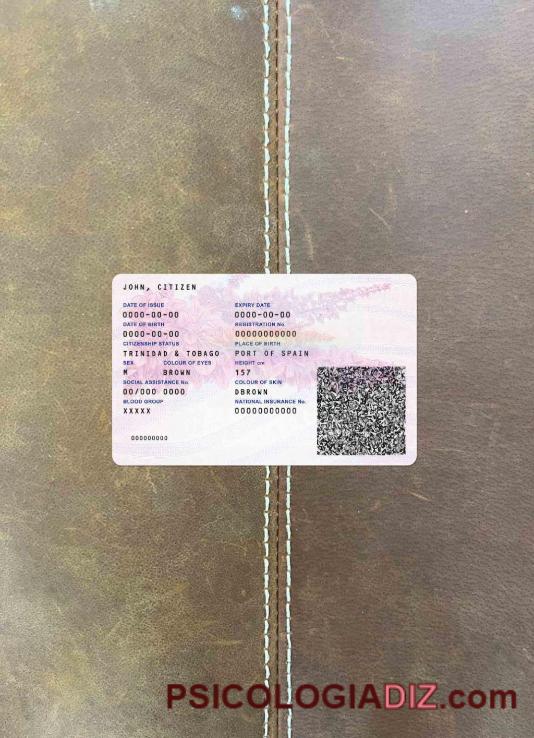 JOHN, CITIZEN
DATE OF ISSUE EXPIRY DATE
0000-00-00 0000-00-00
DATE OF BIRTH REGISTRATION No.
0000-00-00 00000000000
CITIZENSHIP STATUS PLACE OF BIRTH
TRINIDAD & TOBAGO PORT OF SPAIN
SEX COLOUR OF EYES HEIGHT cm
M BROWN 157
SOCIAL ASSISTANCE No. COLOUR OF SKIN
00/000 0000 DBROWN
BLOOD GROUP NATIONAL INSURANCE No.
XXXXX 00000000000
000000000
PSICOLOGIADIZ.com